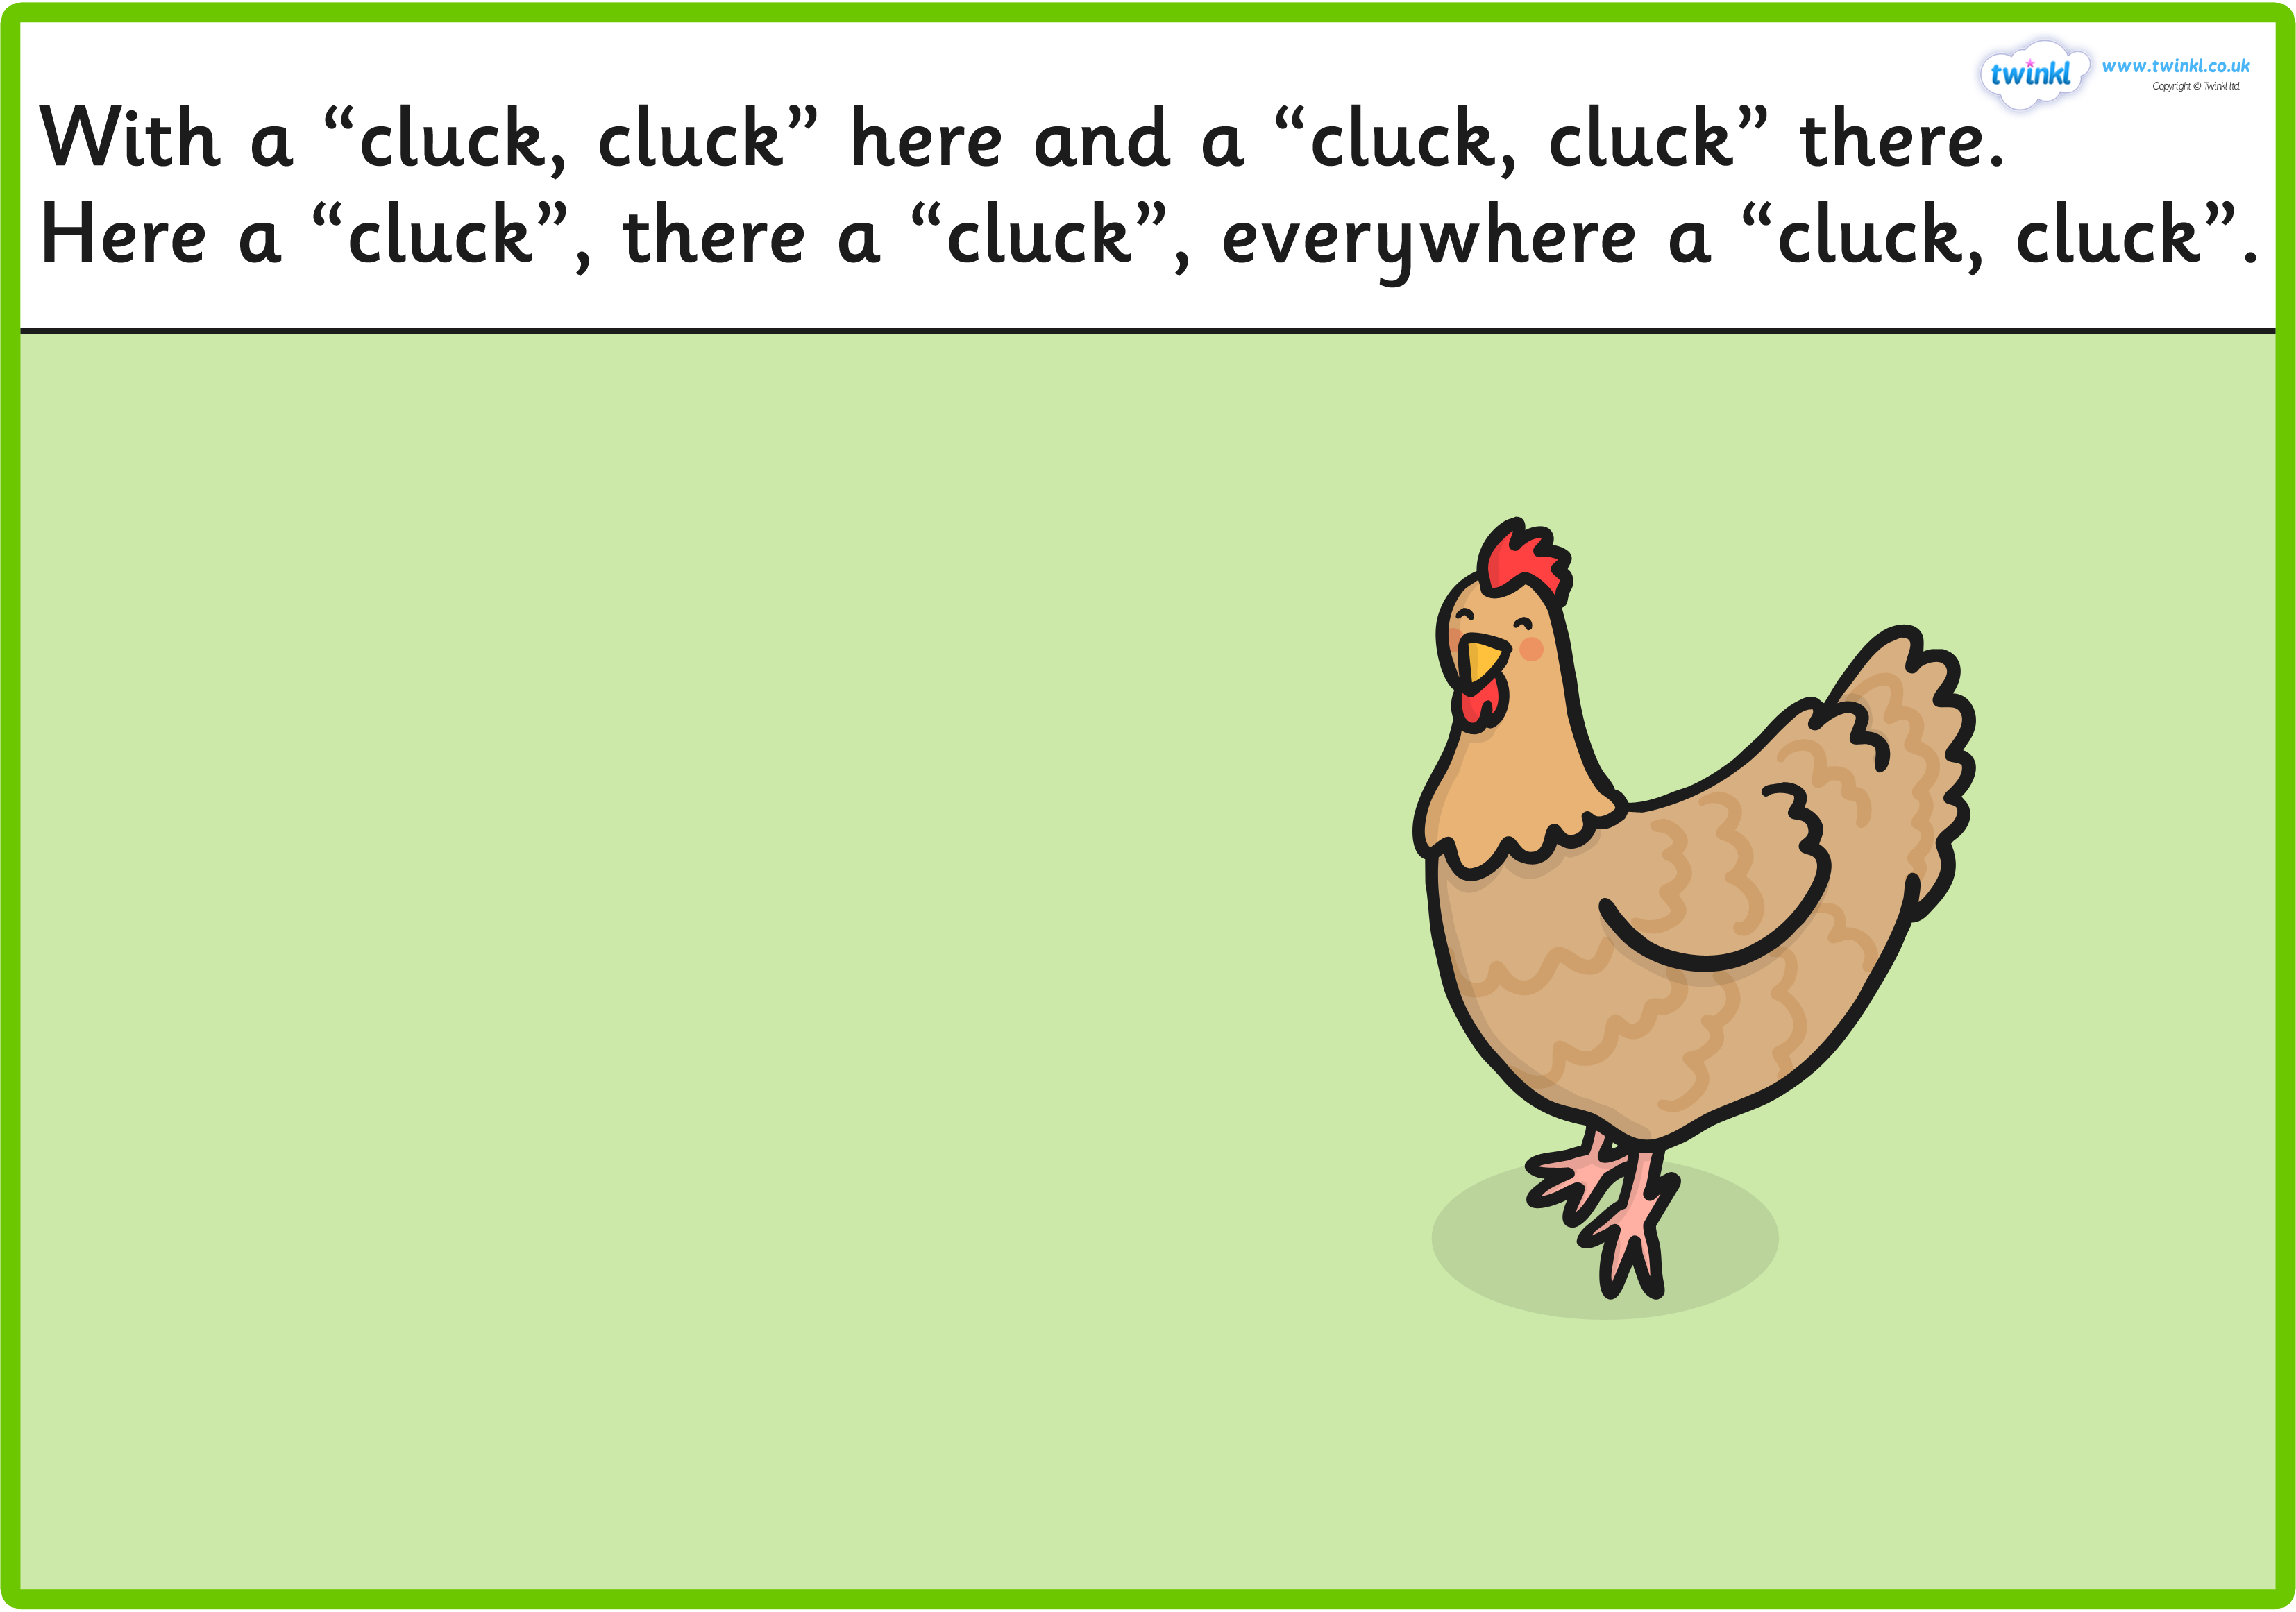 twinkl www.twinkl.co.uk
Copyright © Twinkl ltd.
With a “cluck, cluck” here and a “cluck, cluck” there.
Here a “cluck”, there a “cluck”, everywhere a “cluck, cluck”.